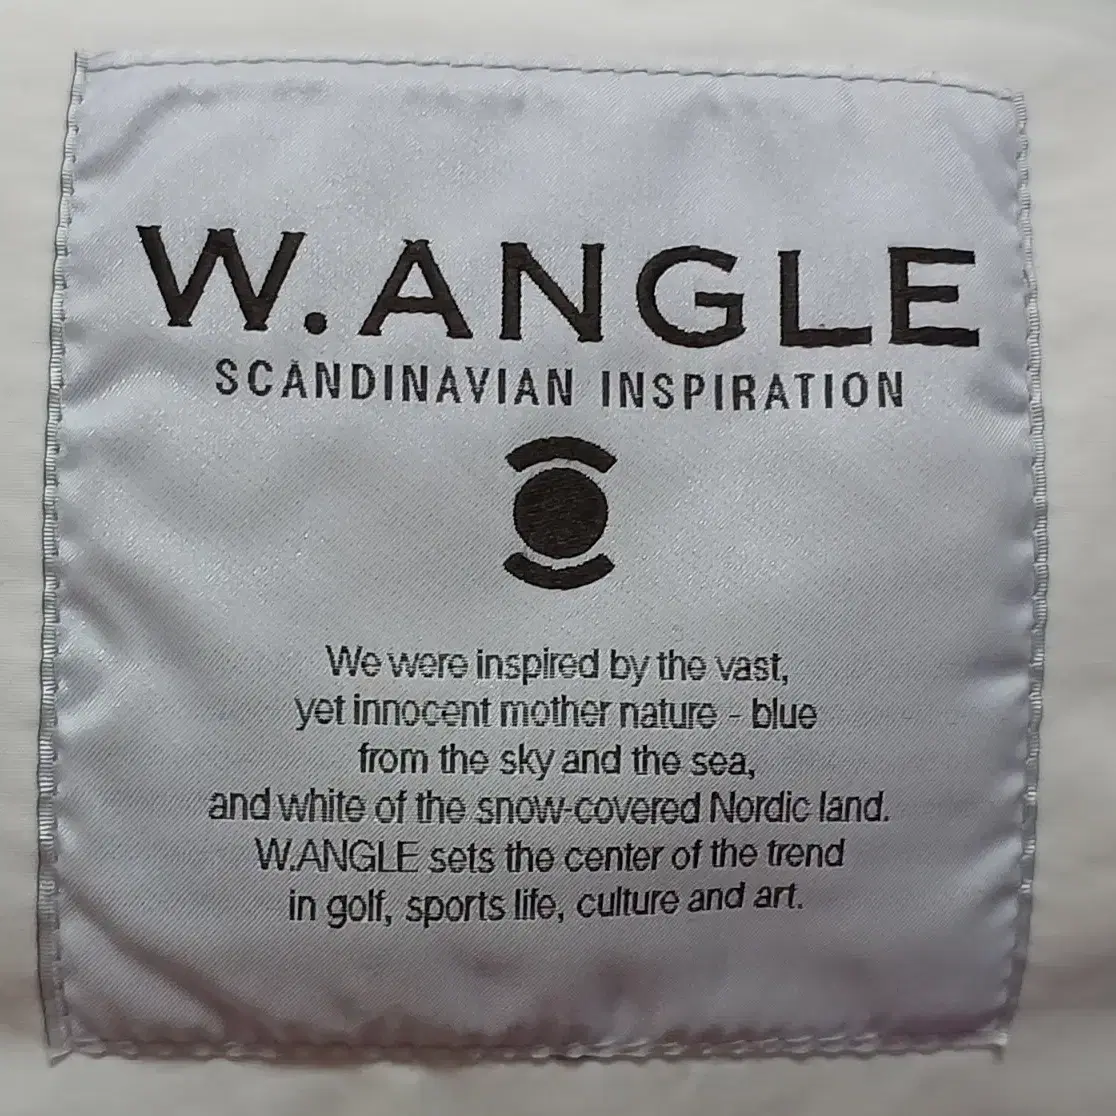 W.ANGLE
SCANDINAVIAN INSPIRATION
We were inspired by the vast,
yet innocent mother nature - blue
from the sky and the sea,
and white of the snow-covered Nordic land.
W.ANGLE sets the center of the trend
in golf, sports life, culture and art.